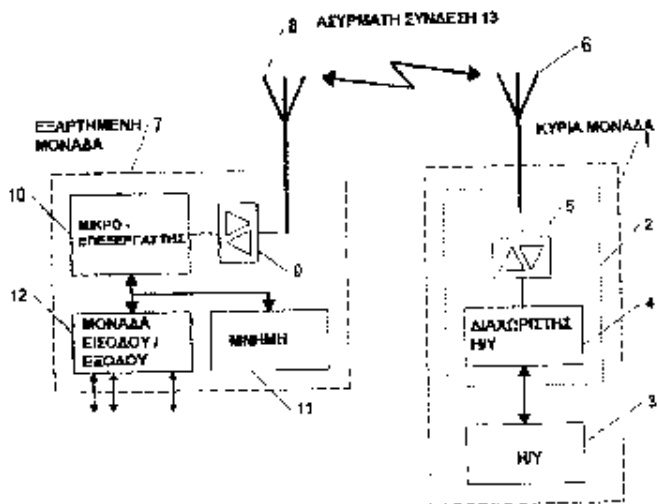 8 ΑΣΥΡΜΑΤΗ ΣΥΝΔΕΣΗ 13
6
ΕΞΑΡΤΗΜΕΝΗ 7
ΜΟΝΑΔΑ
ΚΥΡΙΑ ΜΟΝΑΔΑ 1
10
ΜΙΚΡΟ -
ΕΠΕΞΕΡΓΑΣΤΗΣ
9
5
2
12
ΜΟΝΑΔΑ
ΕΙΣΟΔΟΥ /
ΕΞΟΔΟΥ
ΜΝΗΜΗ
11
ΔΙΑΧΩΡΙΣΤΗΣ
Η/Υ
4
Η/Υ
3